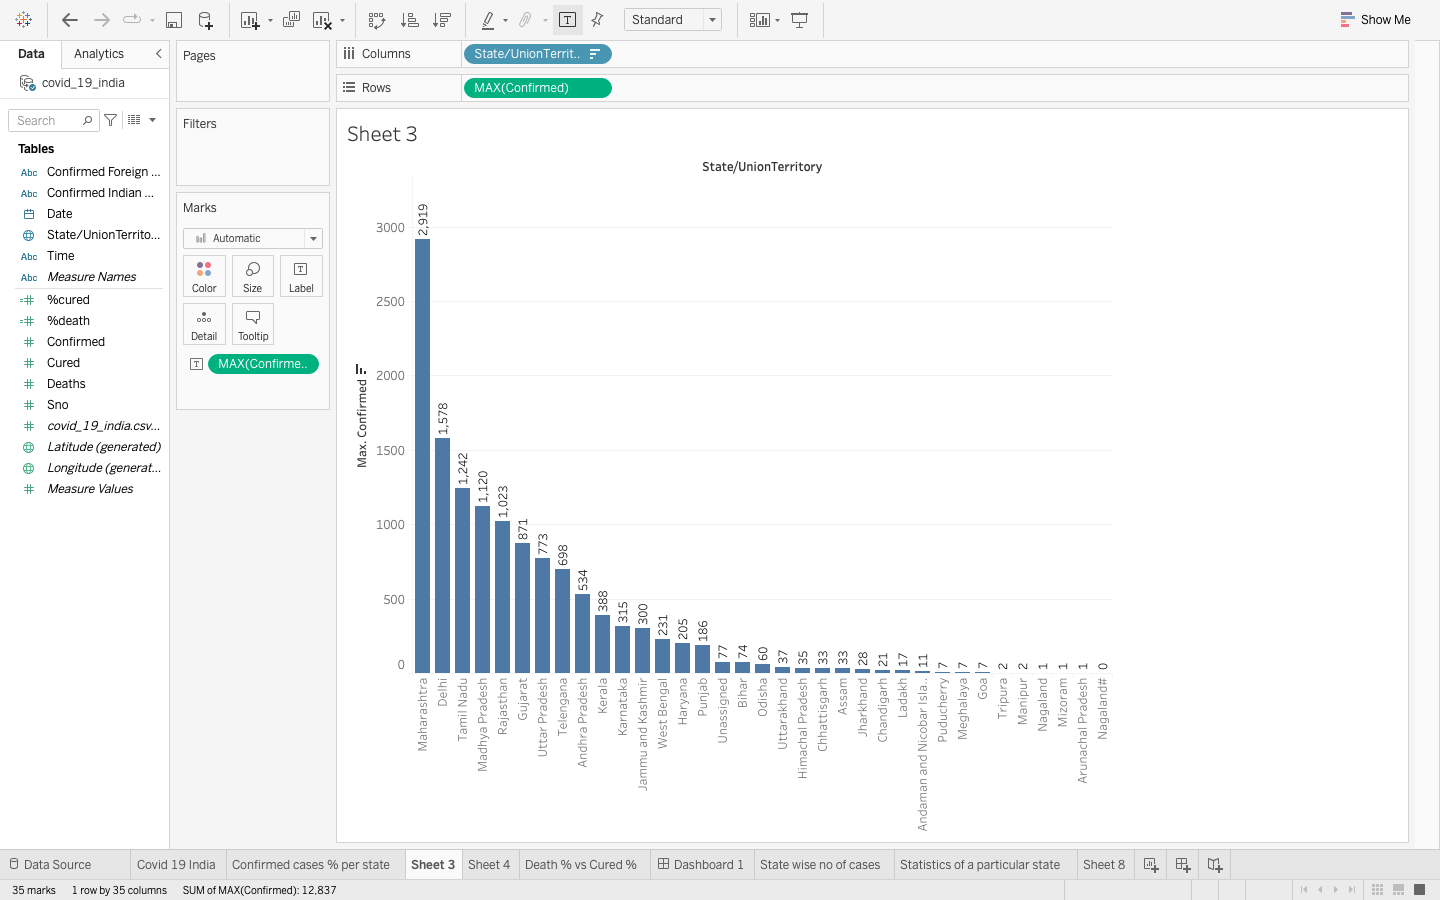 Standard
Show Me
Data
Analytics
covid_19_india
Search
Tables
Abc Confirmed Foreign ...
Abc Confirmed Indian ...
Date
State/UnionTerrito...
Abc Time
Abc Measure Names
%cured
%death
Confirmed
Cured
Deaths
Sno
covid_19_india.csv...
Latitude (generated)
Longitude (generat...
Measure Values
Pages
Filters
Marks
Automatic
Color
Size
Label
Detail
Tooltip
MAX(Confirme..
Columns
State/UnionTerrit..
Rows
MAX(Confirmed)
Sheet 3
State/UnionTerritory
Max. Confirmed
3000
2500
2000
1500
1000
500
0
2,919
1,578
1,242
1,120
1,023
871
773
698
534
388
315
300
231
205
186
77
74
60
37
35
33
33
28
21
17
11
7
7
7
2
2
1
1
1
0
Maharashtra
Delhi
Tamil Nadu
Madhya Pradesh
Rajasthan
Gujarat
Uttar Pradesh
Telengana
Andhra Pradesh
Kerala
Karnataka
Jammu and Kashmir
West Bengal
Haryana
Punjab
Unassigned
Bihar
Odisha
Uttarakhand
Himachal Pradesh
Chhattisgarh
Assam
Jharkhand
Chandigarh
Ladakh
Andaman and Nicobar Isla..
Puducherry
Meghalaya
Goa
Tripura
Manipur
Nagaland
Mizoram
Arunachal Pradesh
Nagaland#
Data Source
Covid 19 India
Confirmed cases % per state
Sheet 3
Sheet 4
Death % vs Cured %
Dashboard 1
State wise no of cases
Statistics of a particular state
Sheet 8
35 marks
1 row by 35 columns
SUM of MAX(Confirmed): 12,837